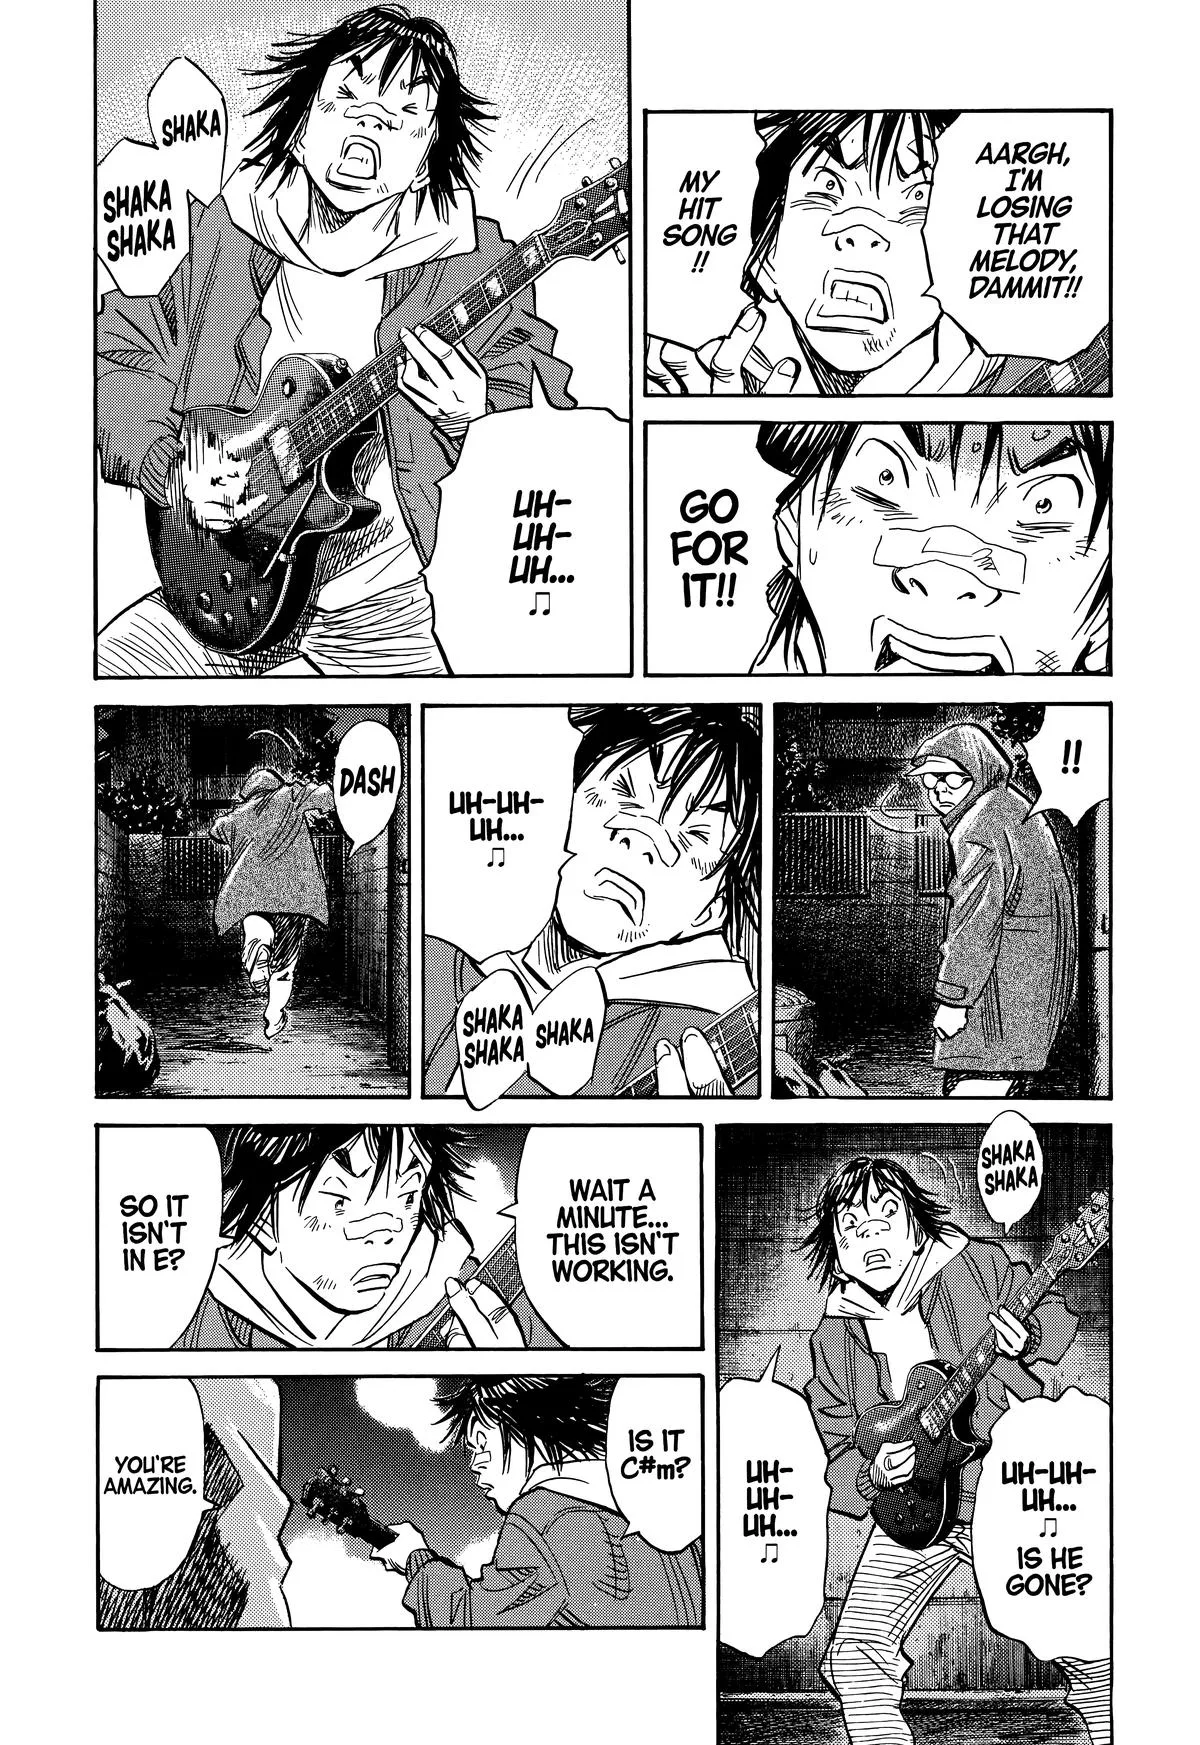 AARGH,
I'M
LOSING
THAT
MELODY,
DAMMIT!!
MY
HIT
SONG
!!
GO
FOR
IT!!
SHAKA
SHAKA
SHAKA
UH-
UH-
UH...
♫
!!
UH-UH-
UH...
♫
SHAKA
SHAKA
SHAKA
DASH
SHAKA
SHAKA
UH-UH-
UH...
♫
IS HE
GONE?
UH-
UH-
UH...
♫
WAIT A
MINUTE...
THIS ISN'T
WORKING.
SO IT
ISN'T
IN E?
IS IT
C#m?
YOU'RE
AMAZING.